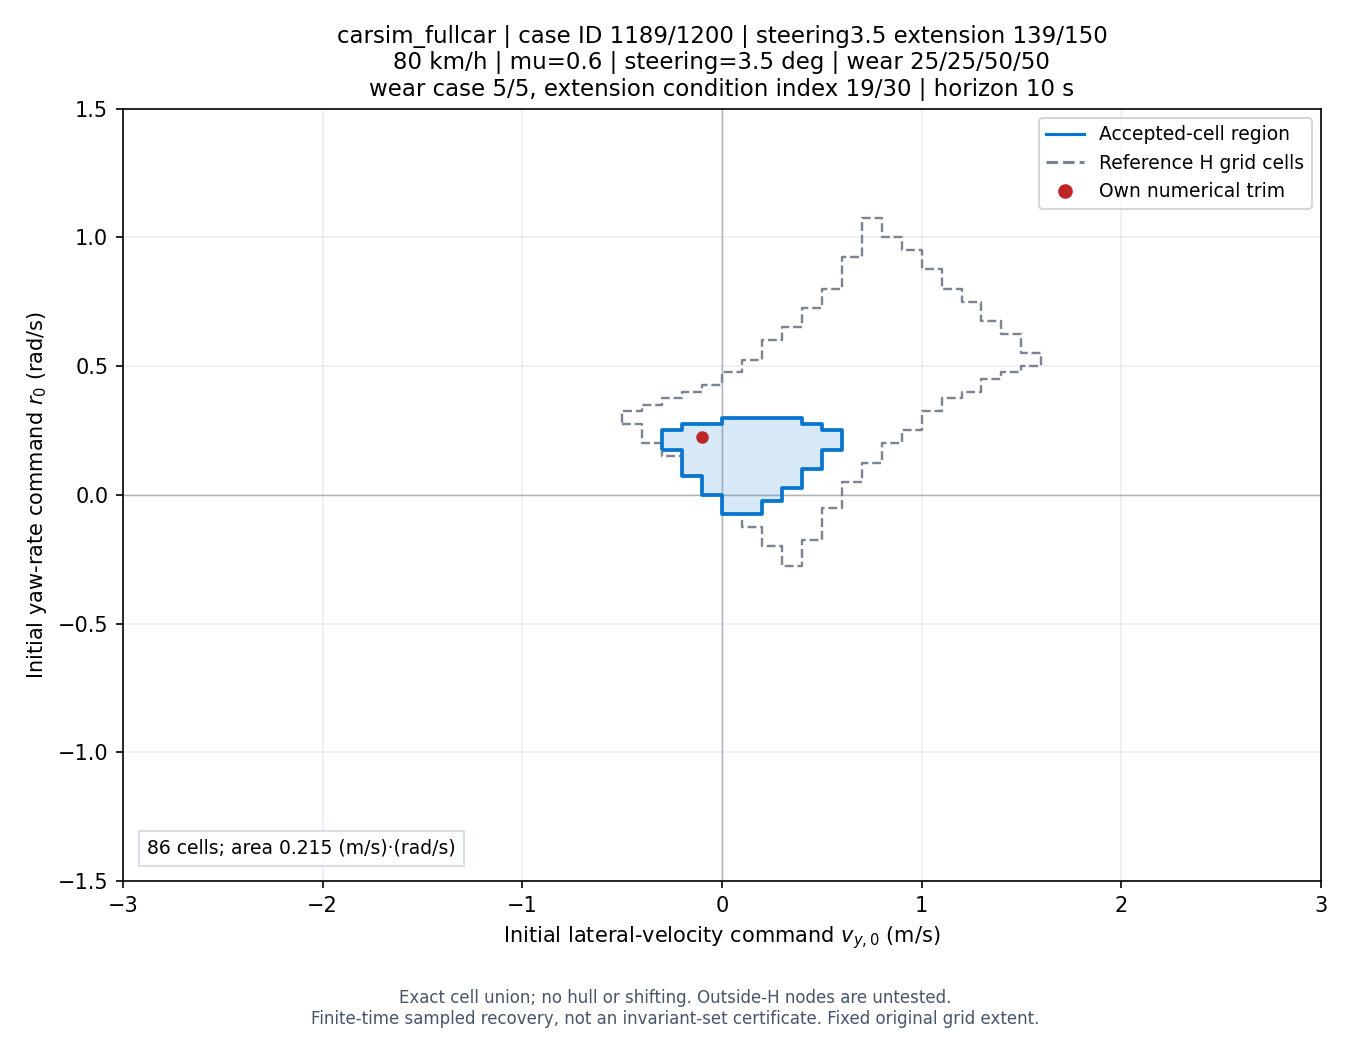 carsim_fullcar | case ID 1189/1200 | steering3.5 extension 139/150
80 km/h | mu=0.6 | steering=3.5 deg | wear 25/25/50/50
wear case 5/5, extension condition index 19/30 | horizon 10 s
Accepted-cell region
Reference H grid cells
Own numerical trim
1.5
1.0
0.5
0.0
−0.5
−1.0
−1.5
Initial yaw-rate command r0 (rad/s)
86 cells; area 0.215 (m/s)·(rad/s)
−3
−2
−1
0
1
2
3
Initial lateral-velocity command vy,0 (m/s)
Exact cell union; no hull or shifting. Outside-H nodes are untested.
Finite-time sampled recovery, not an invariant-set certificate. Fixed original grid extent.